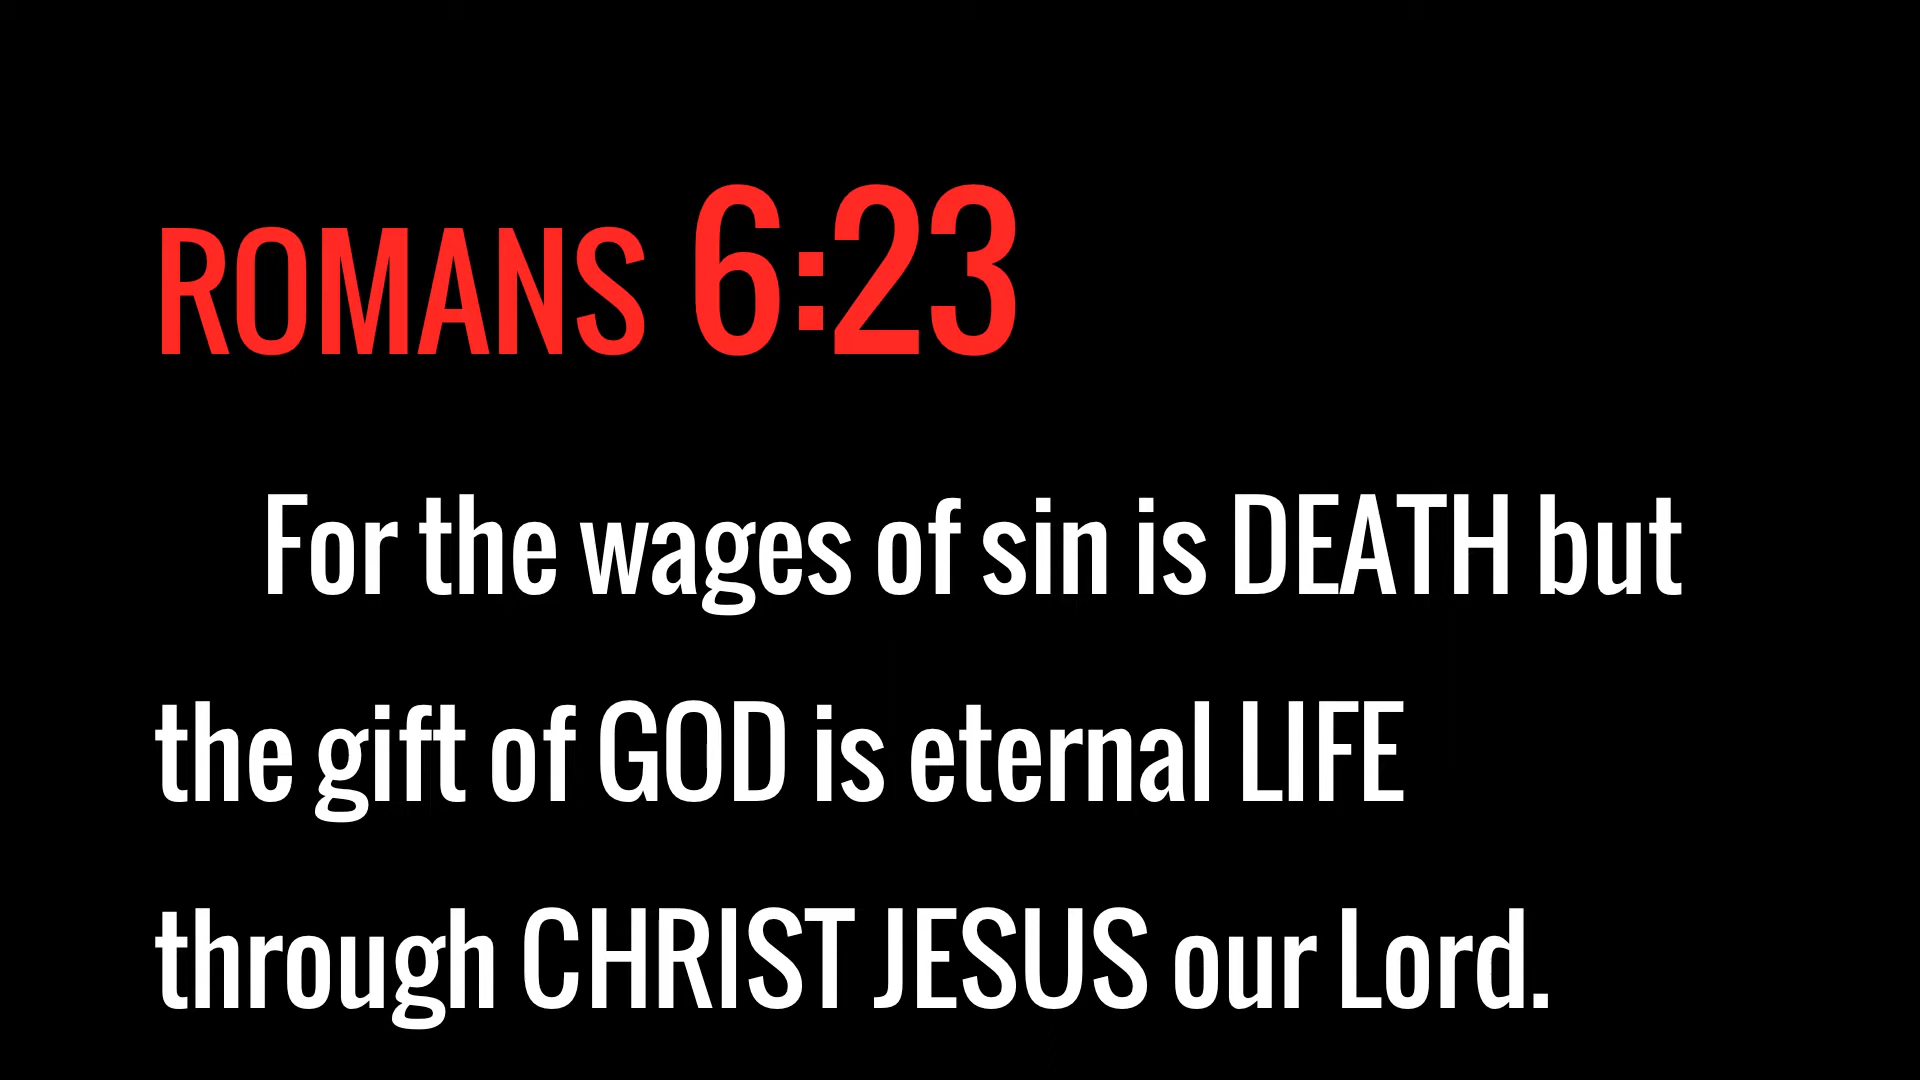 ROMANS 6:23
For the wages of sin is DEATH but
the gift of GOD is eternal LIFE
through CHRIST JESUS our Lord.